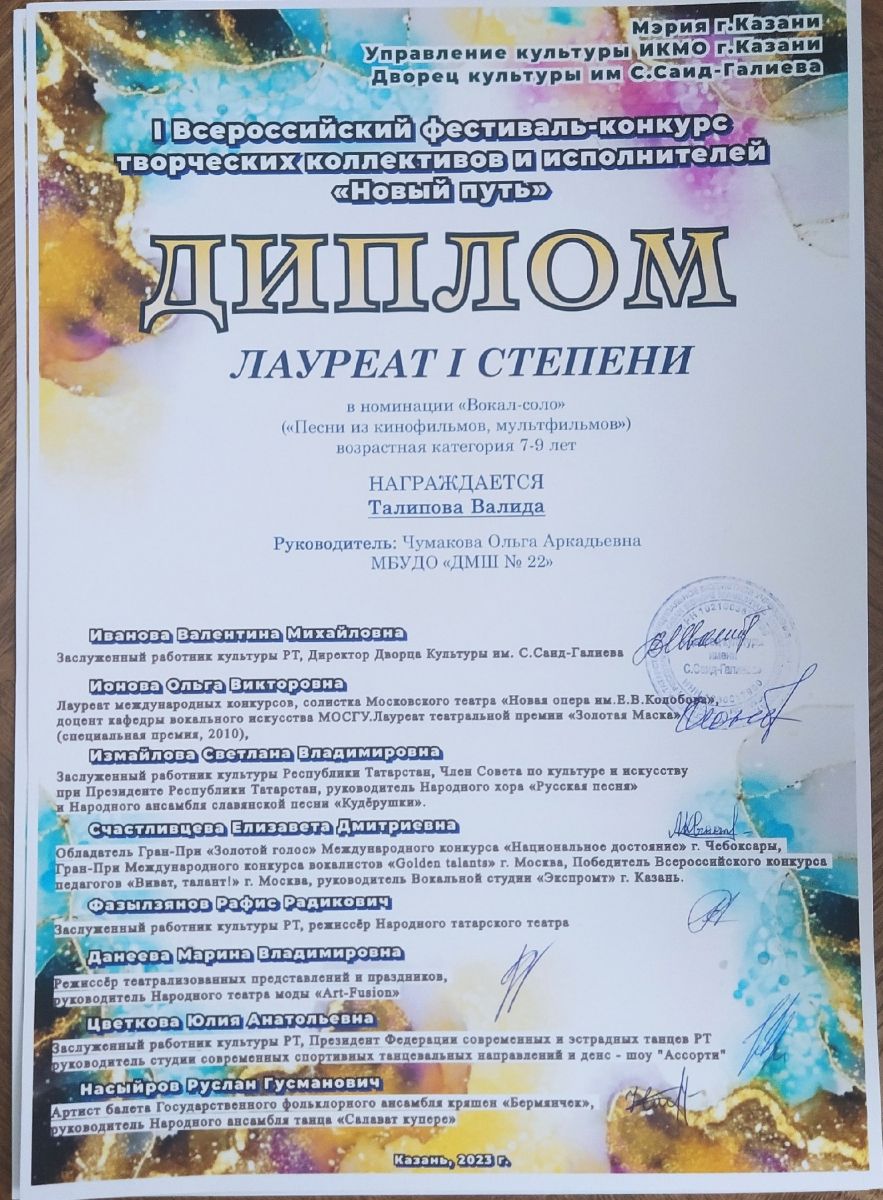 Мэрия г.Казани
Управление культуры ИКМО г.Казани
Дворец культуры им С.Саид-Галиева
I Всероссийский фестиваль-конкурс
творческих коллективов и исполнителей
«Новый путь»
ДИПЛОМ
ЛАУРЕАТ I СТЕПЕНИ
в номинации «Вокал-соло»
(«Песни из кинофильмов, мультфильмов»)
возрастная категория 7-9 лет
НАГРАЖДАЕТСЯ
Талипова Валида
Руководитель: Чумакова Ольга Аркадьевна
МБУДО «ДМШ № 22»
Иванова Валентина Михайловна
Заслуженный работник культуры РТ, Директор Дворца Культуры им. С.Саид-Галиева
имени
С.Саид-Галиева
Ионова Ольга Викторовна
Лауреат международных конкурсов, солистка Московского театра «Новая опера им.Е.В.Колобова»,
доцент кафедры вокального искусства МОСГУ.Лауреат театральной премии «Золотая Маска»
(специальная премия, 2010),
Измайлова Светлана Владимировна
Заслуженный работник культуры Республики Татарстан, Член Совета по культуре и искусству
при Президенте Республики Татарстан, руководитель Народного хора «Русская песня»
и Народного ансамбля славянской песни «Кудёрушки».
Счастливцева Елизавета Дмитриевна
Обладатель Гран-При «Золотой голос» Международного конкурса «Национальное достояние» г. Чебоксары,
Гран-При Международного конкурса вокалистов «Golden talants» г. Москва, Победитель Всероссийского конкурса
педагогов «Виват, талант!» г. Москва, руководитель Вокальной студии «Экспромт» г. Казань.
Фазылзянов Рафис Радикович
Заслуженный работник культуры РТ, режиссёр Народного татарского театра
Данеева Марина Владимировна
Режиссёр театрализованных представлений и праздников,
руководитель Народного театра моды «Art-Fusion»
Цветкова Юлия Анатольевна
Заслуженный работник культуры РТ, Президент Федерации современных и эстрадных танцев РТ
руководитель студии современных спортивных танцевальных направлений и денс - шоу "Ассорти"
Насыйров Руслан Гусманович
Артист балета Государственного фольклорного ансамбля кряшен «Бермянчек»,
руководитель Народного ансамбля танца «Салават купере»
Казань, 2023 г.